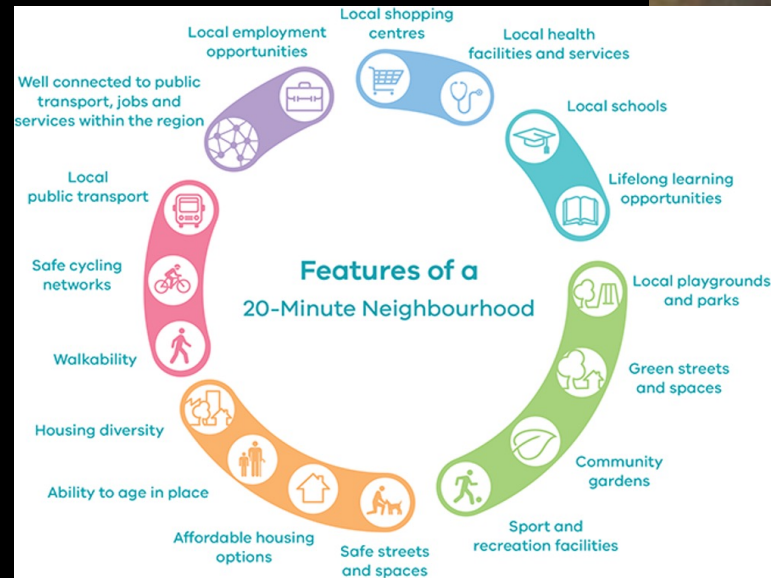 Local shopping
centres
Local health
facilities and services
Local schools
Lifelong learning
opportunities
Local playgrounds
and parks
Green streets
and spaces
Community
gardens
Sport and
recreation facilities
Safe streets
and spaces
Affordable housing
options
Ability to age in place
Housing diversity
Walkability
Safe cycling
networks
Local
public transport
Well connected to public
transport, jobs and
services within the region
Local employment
opportunities
Features of a
20-Minute Neighbourhood